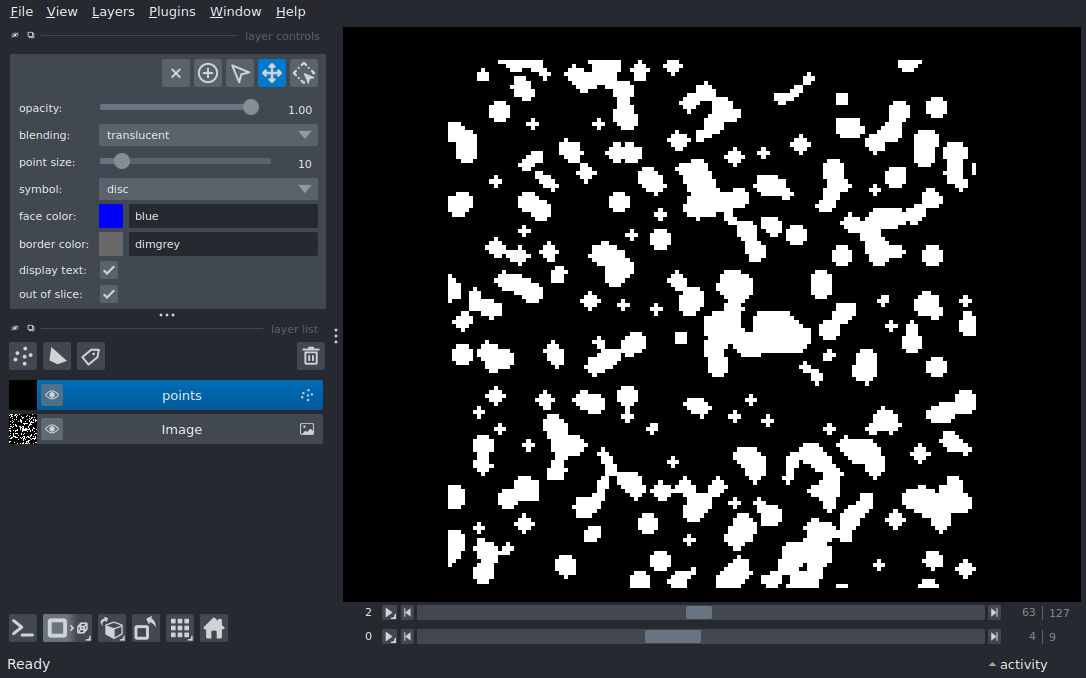 File View Layers Plugins Window Help
layer controls
opacity: 1.00
blending: translucent
point size: 10
symbol: disc
face color: blue
border color: dimgrey
display text:
out of slice:
layer list
points
Image
2 63 127
0 4 9
Ready activity